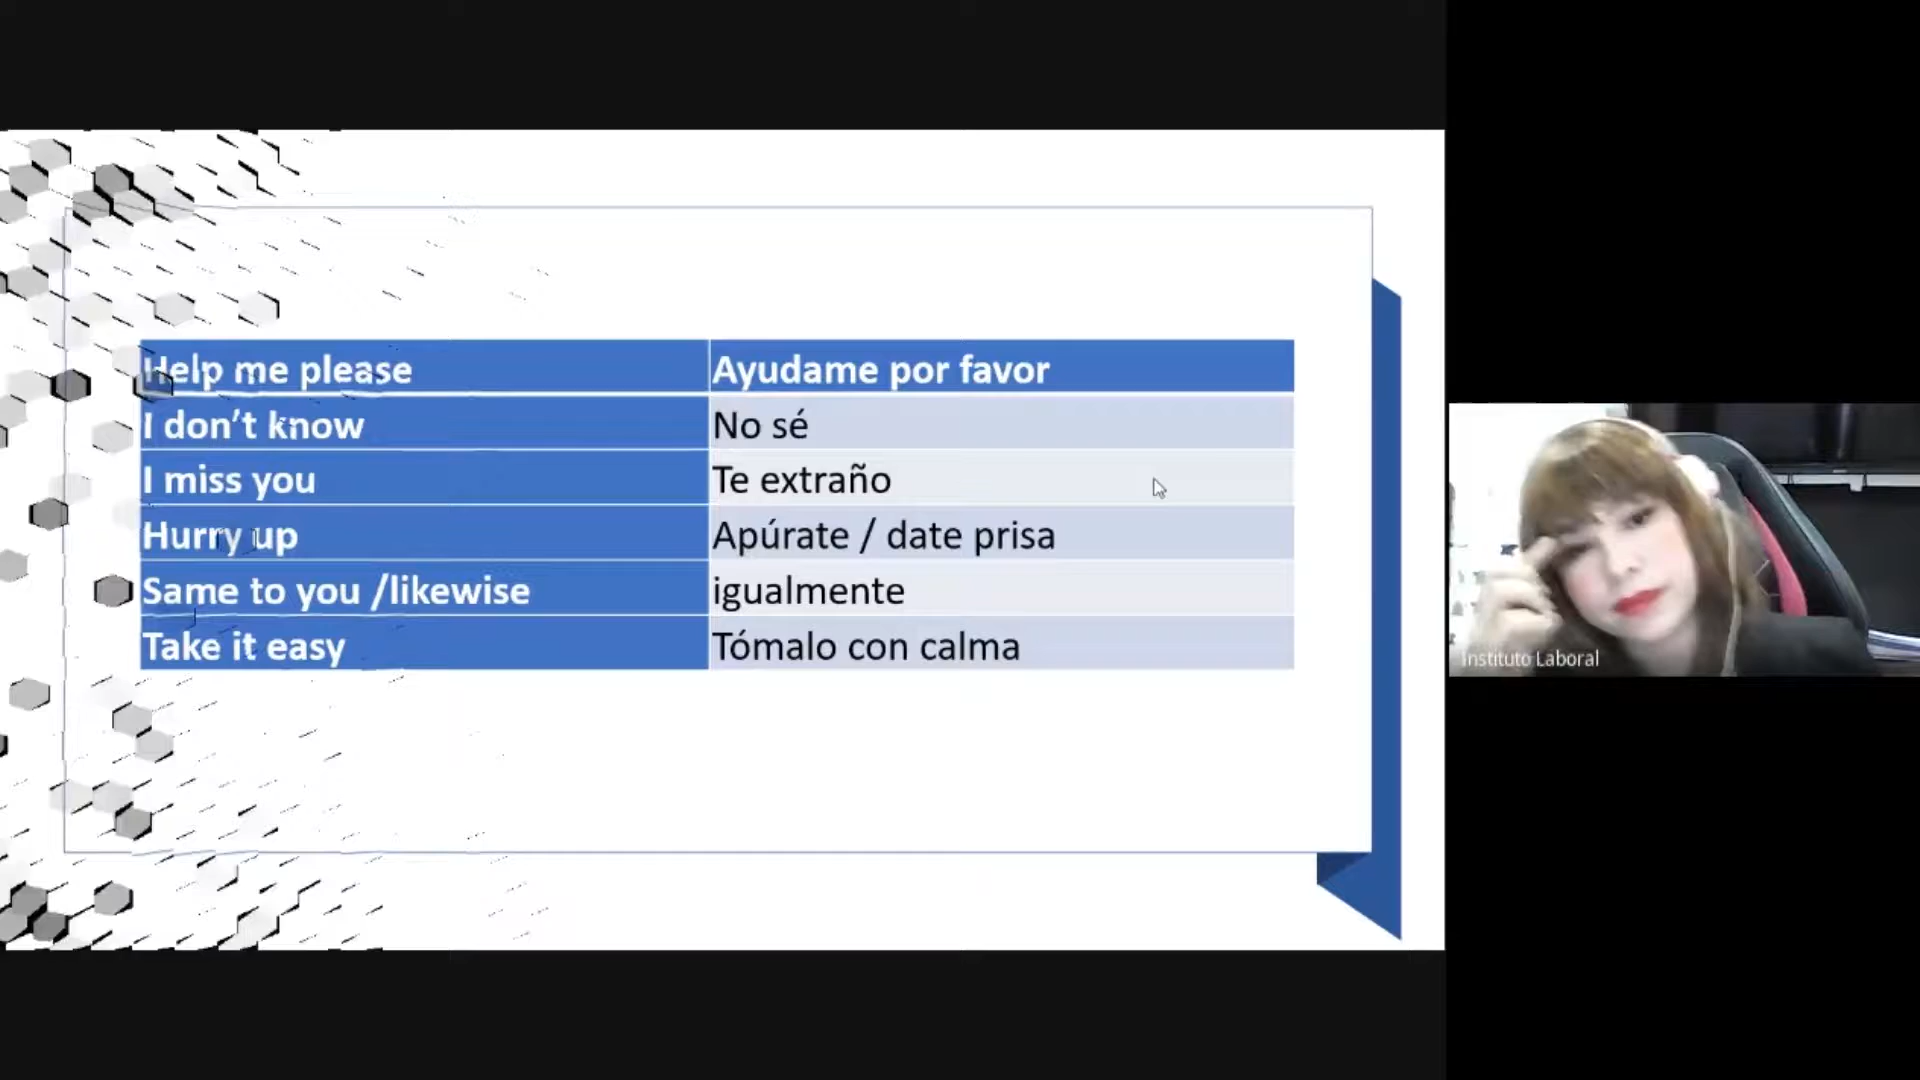 Help me please Ayudame por favor
I don't know No sé
I miss you Te extraño
Hurry up Apúrate / date prisa
Same to you /likewise igualmente
Take it easy Tómalo con calma
Instituto Laboral